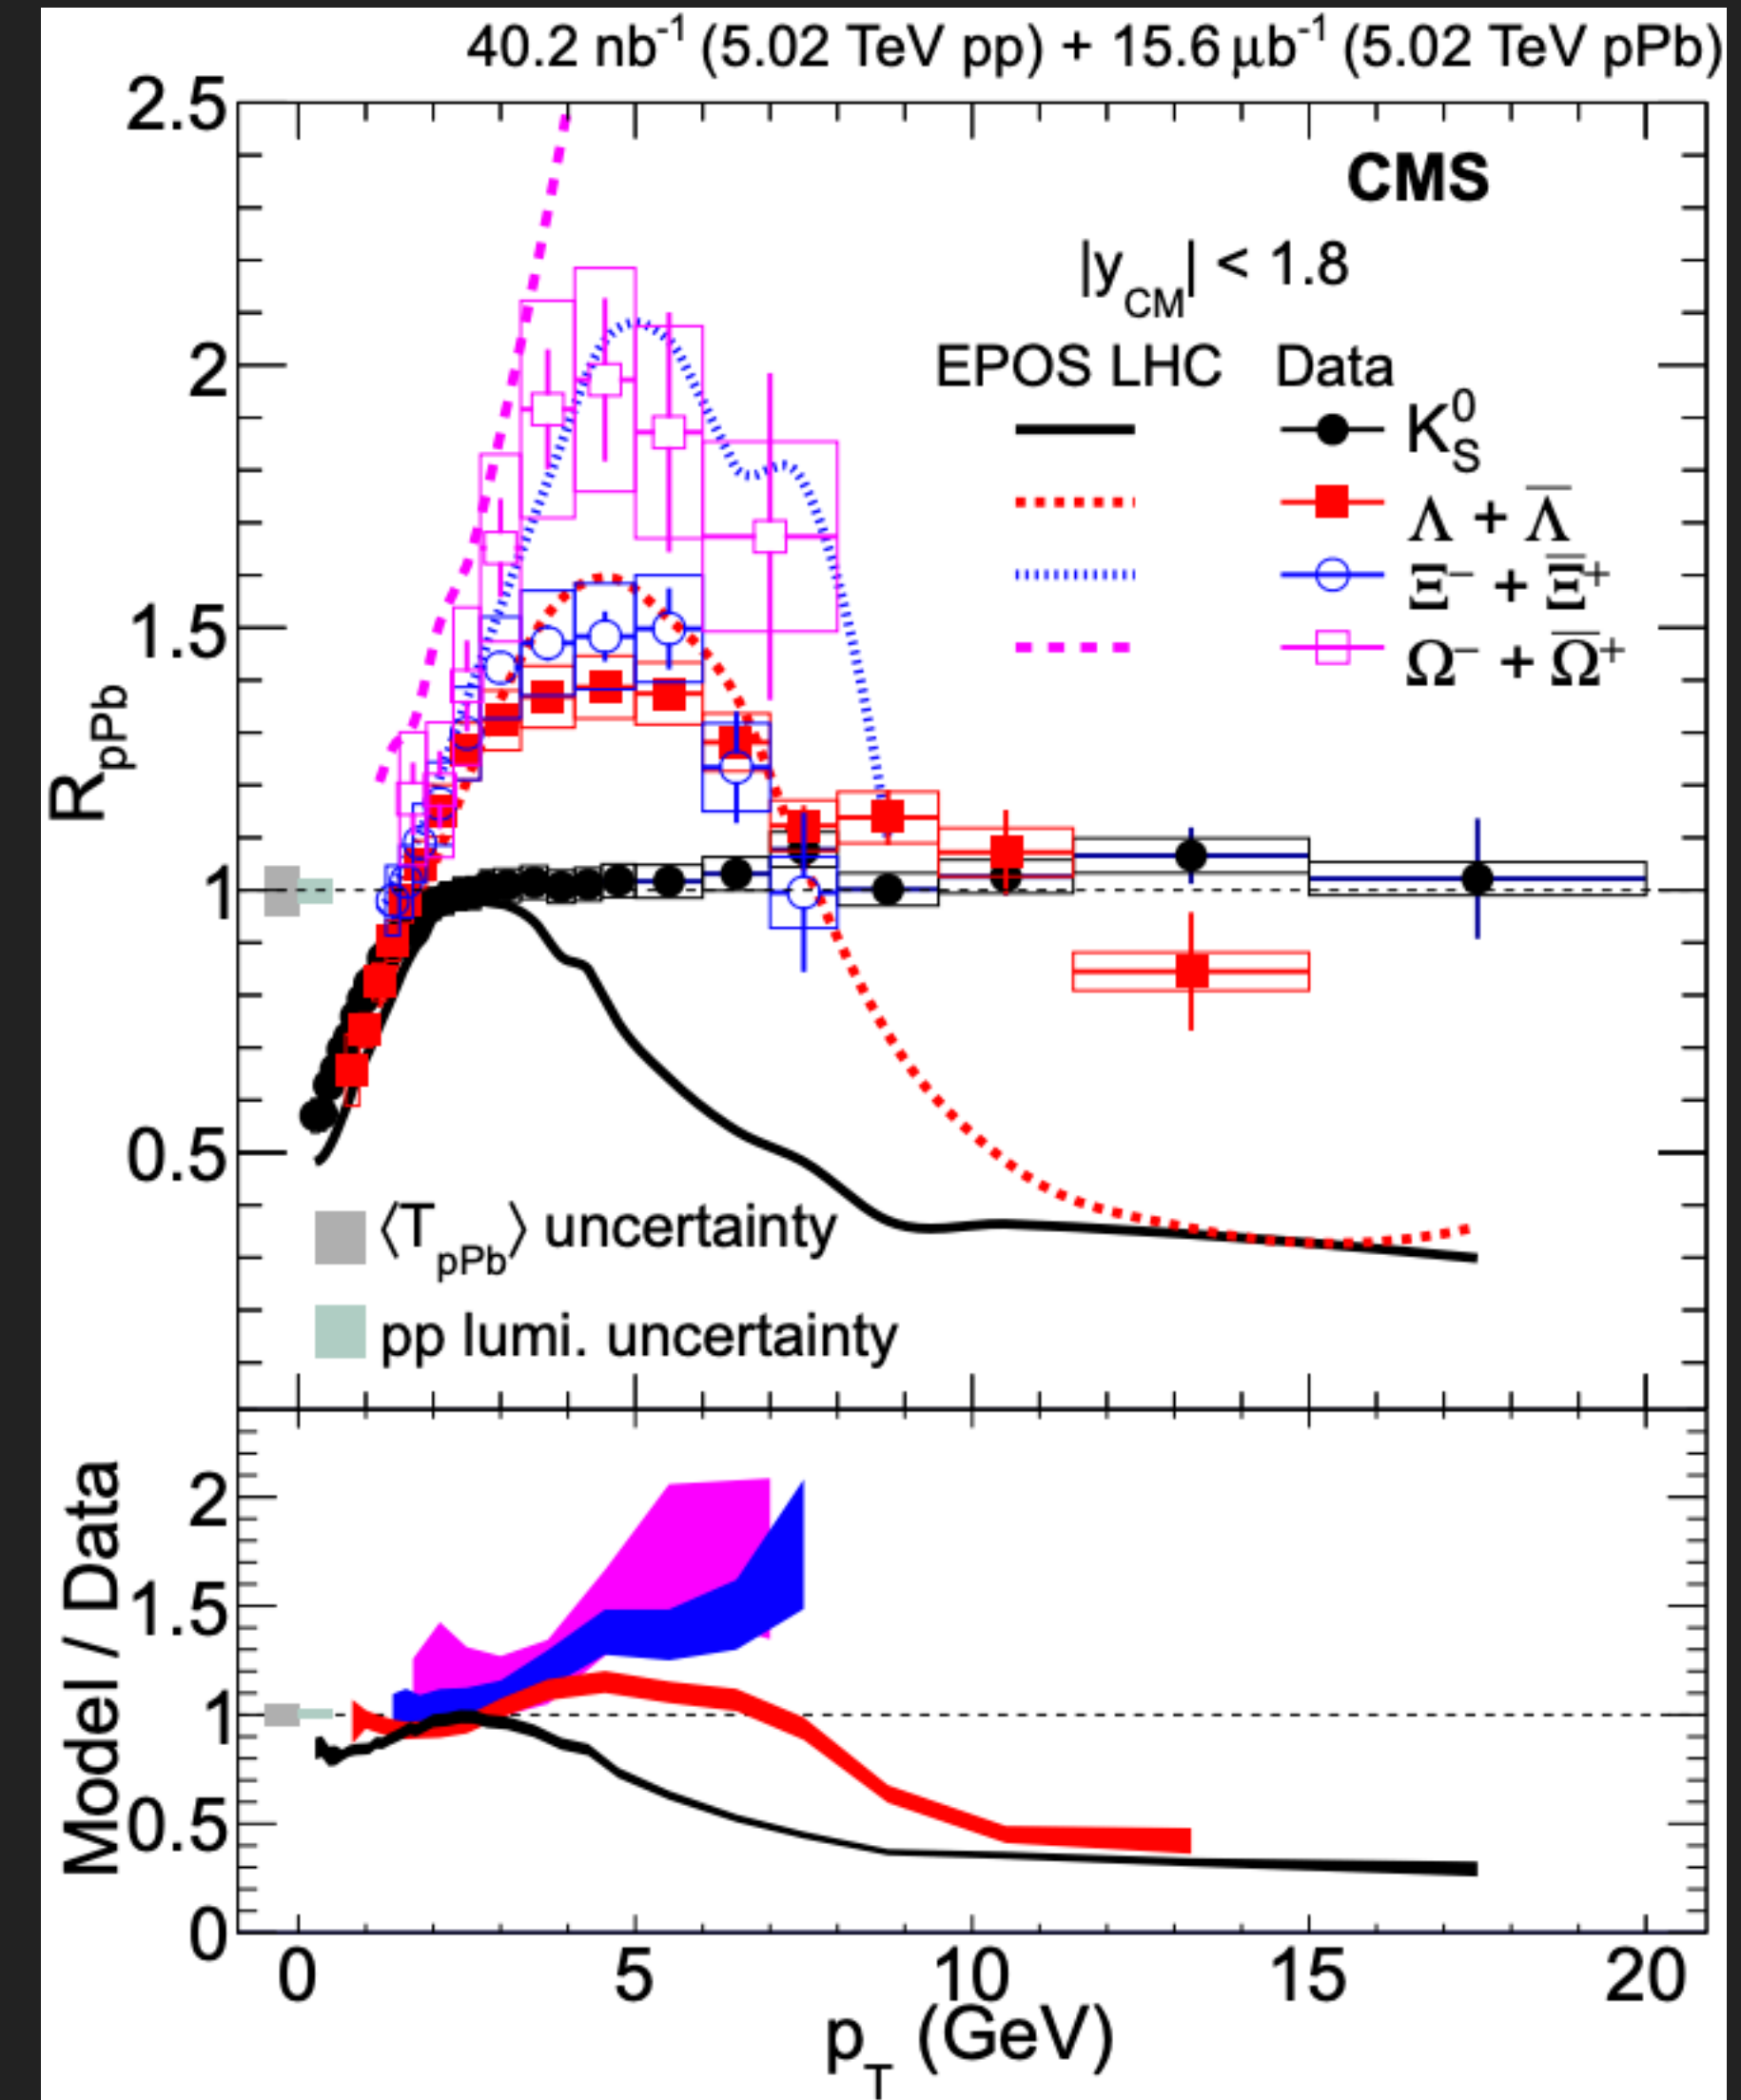 40.2 nb⁻¹ (5.02 TeV pp) + 15.6 μb⁻¹ (5.02 TeV pPb)
2.5
2
1.5
1
0.5
R_pPb
CMS
|y_CM| < 1.8
EPOS LHC Data
K⁰_S
Λ + Λ̅
Ξ⁻ + Ξ̅⁺
Ω⁻ + Ω̅⁺
⟨T_pPb⟩ uncertainty
pp lumi. uncertainty
Model / Data
2
1.5
1
0.5
0
0 5 10 15 20
p_T (GeV)